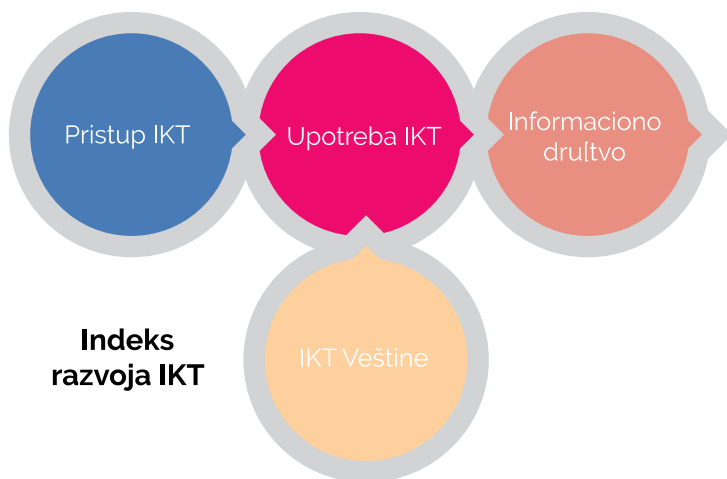 Pristup IKT
Upotreba IKT
Informaciono
dru[tvo
IKT Veštine
Indeks
razvoja IKT